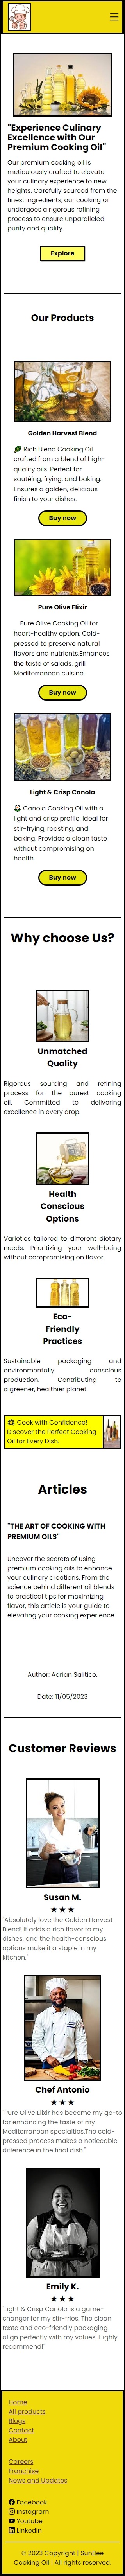 "Experience Culinary
Excellence with Our
Premium Cooking Oil"
Our premium cooking oil is
meticulously crafted to elevate
your culinary experience to new
heights. Carefully sourced from the
finest ingredients, our cooking oil
undergoes a rigorous refining
process to ensure unparalleled
purity and quality.
Explore
Our Products
Golden Harvest Blend
Rich Blend Cooking Oil
crafted from a blend of high-
quality oils. Perfect for
sautéing, frying, and baking.
Ensures a golden, delicious
finish to your dishes.
Buy now
Pure Olive Elixir
Pure Olive Cooking Oil for
heart-healthy option. Cold-
pressed to preserve natural
flavors and nutrients.Enhances
the taste of salads, grill
Mediterranean cuisine.
Buy now
Light & Crisp Canola
Canola Cooking Oil with a
light and crisp profile. Ideal for
stir-frying, roasting, and
baking. Provides a clean taste
without compromising on
health.
Buy now
Why choose Us?
Unmatched
Quality
Rigorous sourcing and refining
process for the purest cooking
oil. Committed to delivering
excellence in every drop.
Health
Conscious
Options
Varieties tailored to different dietary
needs. Prioritizing your well-being
without compromising on flavor.
Eco-
Friendly
Practices
Sustainable packaging and
environmentally conscious
production. Contributing to
a greener, healthier planet.
Cook with Confidence!
Discover the Perfect Cooking
Oil for Every Dish.
Articles
"THE ART OF COOKING WITH
PREMIUM OILS"
Uncover the secrets of using
premium cooking oils to enhance
your culinary creations. From the
science behind different oil blends
to practical tips for maximizing
flavor, this article is your guide to
elevating your cooking experience.
Author: Adrian Salitico.
Date: 11/05/2023
Customer Reviews
Susan M.
★★★
"Absolutely love the Golden Harvest
Blend! It adds a rich flavor to my
dishes, and the health-conscious
options make it a staple in my
kitchen."
Chef Antonio
★★★
"Pure Olive Elixir has become my go-to
for enhancing the taste of my
Mediterranean specialties.The cold-
pressed process makes a noticeable
difference in the final dish."
Emily K.
★★★
"Light & Crisp Canola is a game-
changer for my stir-fries. The clean
taste and eco-friendly packaging
align perfectly with my values. Highly
recommend!"
Home
All products
Blogs
Contact
About
Careers
Franchise
News and Updates
Facebook
Instagram
Youtube
Linkedin
© 2023 Copyright | SunBee
Cooking Oil | All rights reserved.